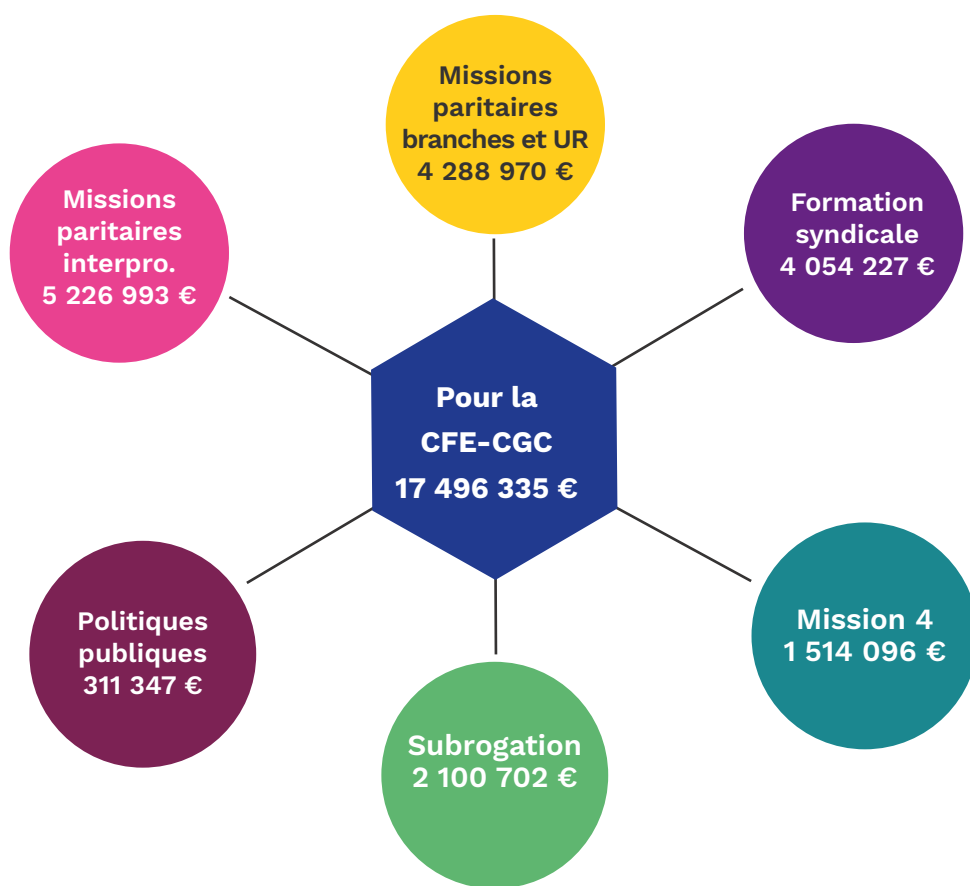 Missions
paritaires
branches et UR
4 288 970 €
Missions
paritaires
interpro.
5 226 993 €
Formation
syndicale
4 054 227 €
Pour la
CFE-CGC
17 496 335 €
Politiques
publiques
311 347 €
Mission 4
1 514 096 €
Subrogation
2 100 702 €